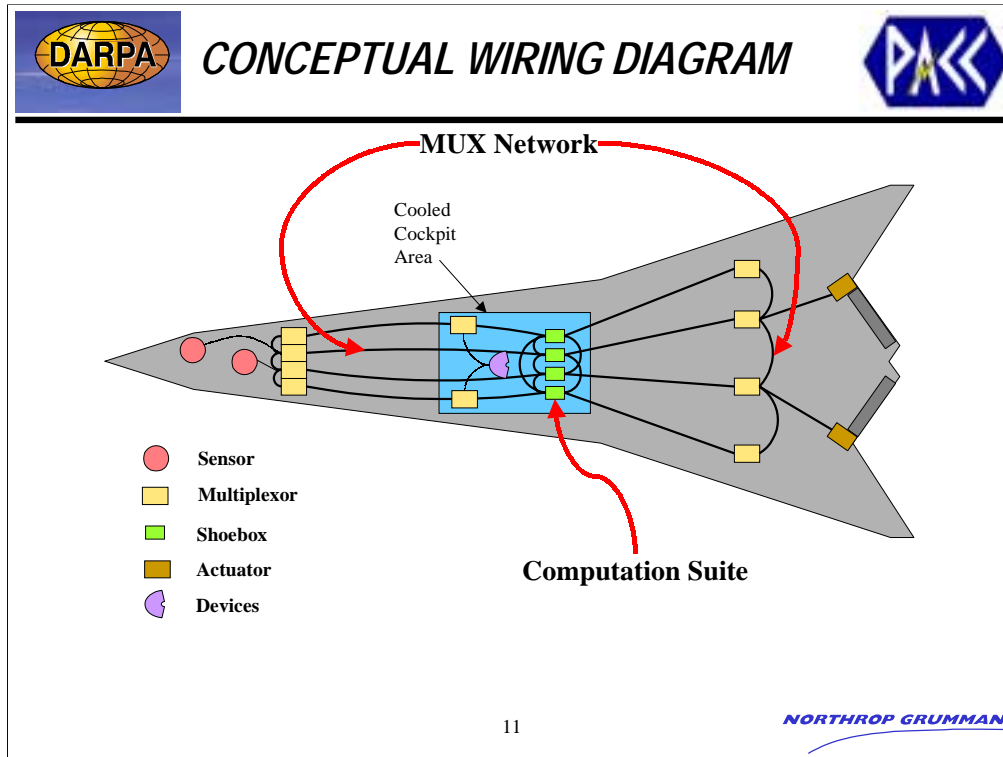 DARPA
CONCEPTUAL WIRING DIAGRAM
PACC
MUX Network
Cooled
Cockpit
Area
Sensor
Multiplexor
Shoebox
Actuator
Devices
Computation Suite
11
NORTHROP GRUMMAN